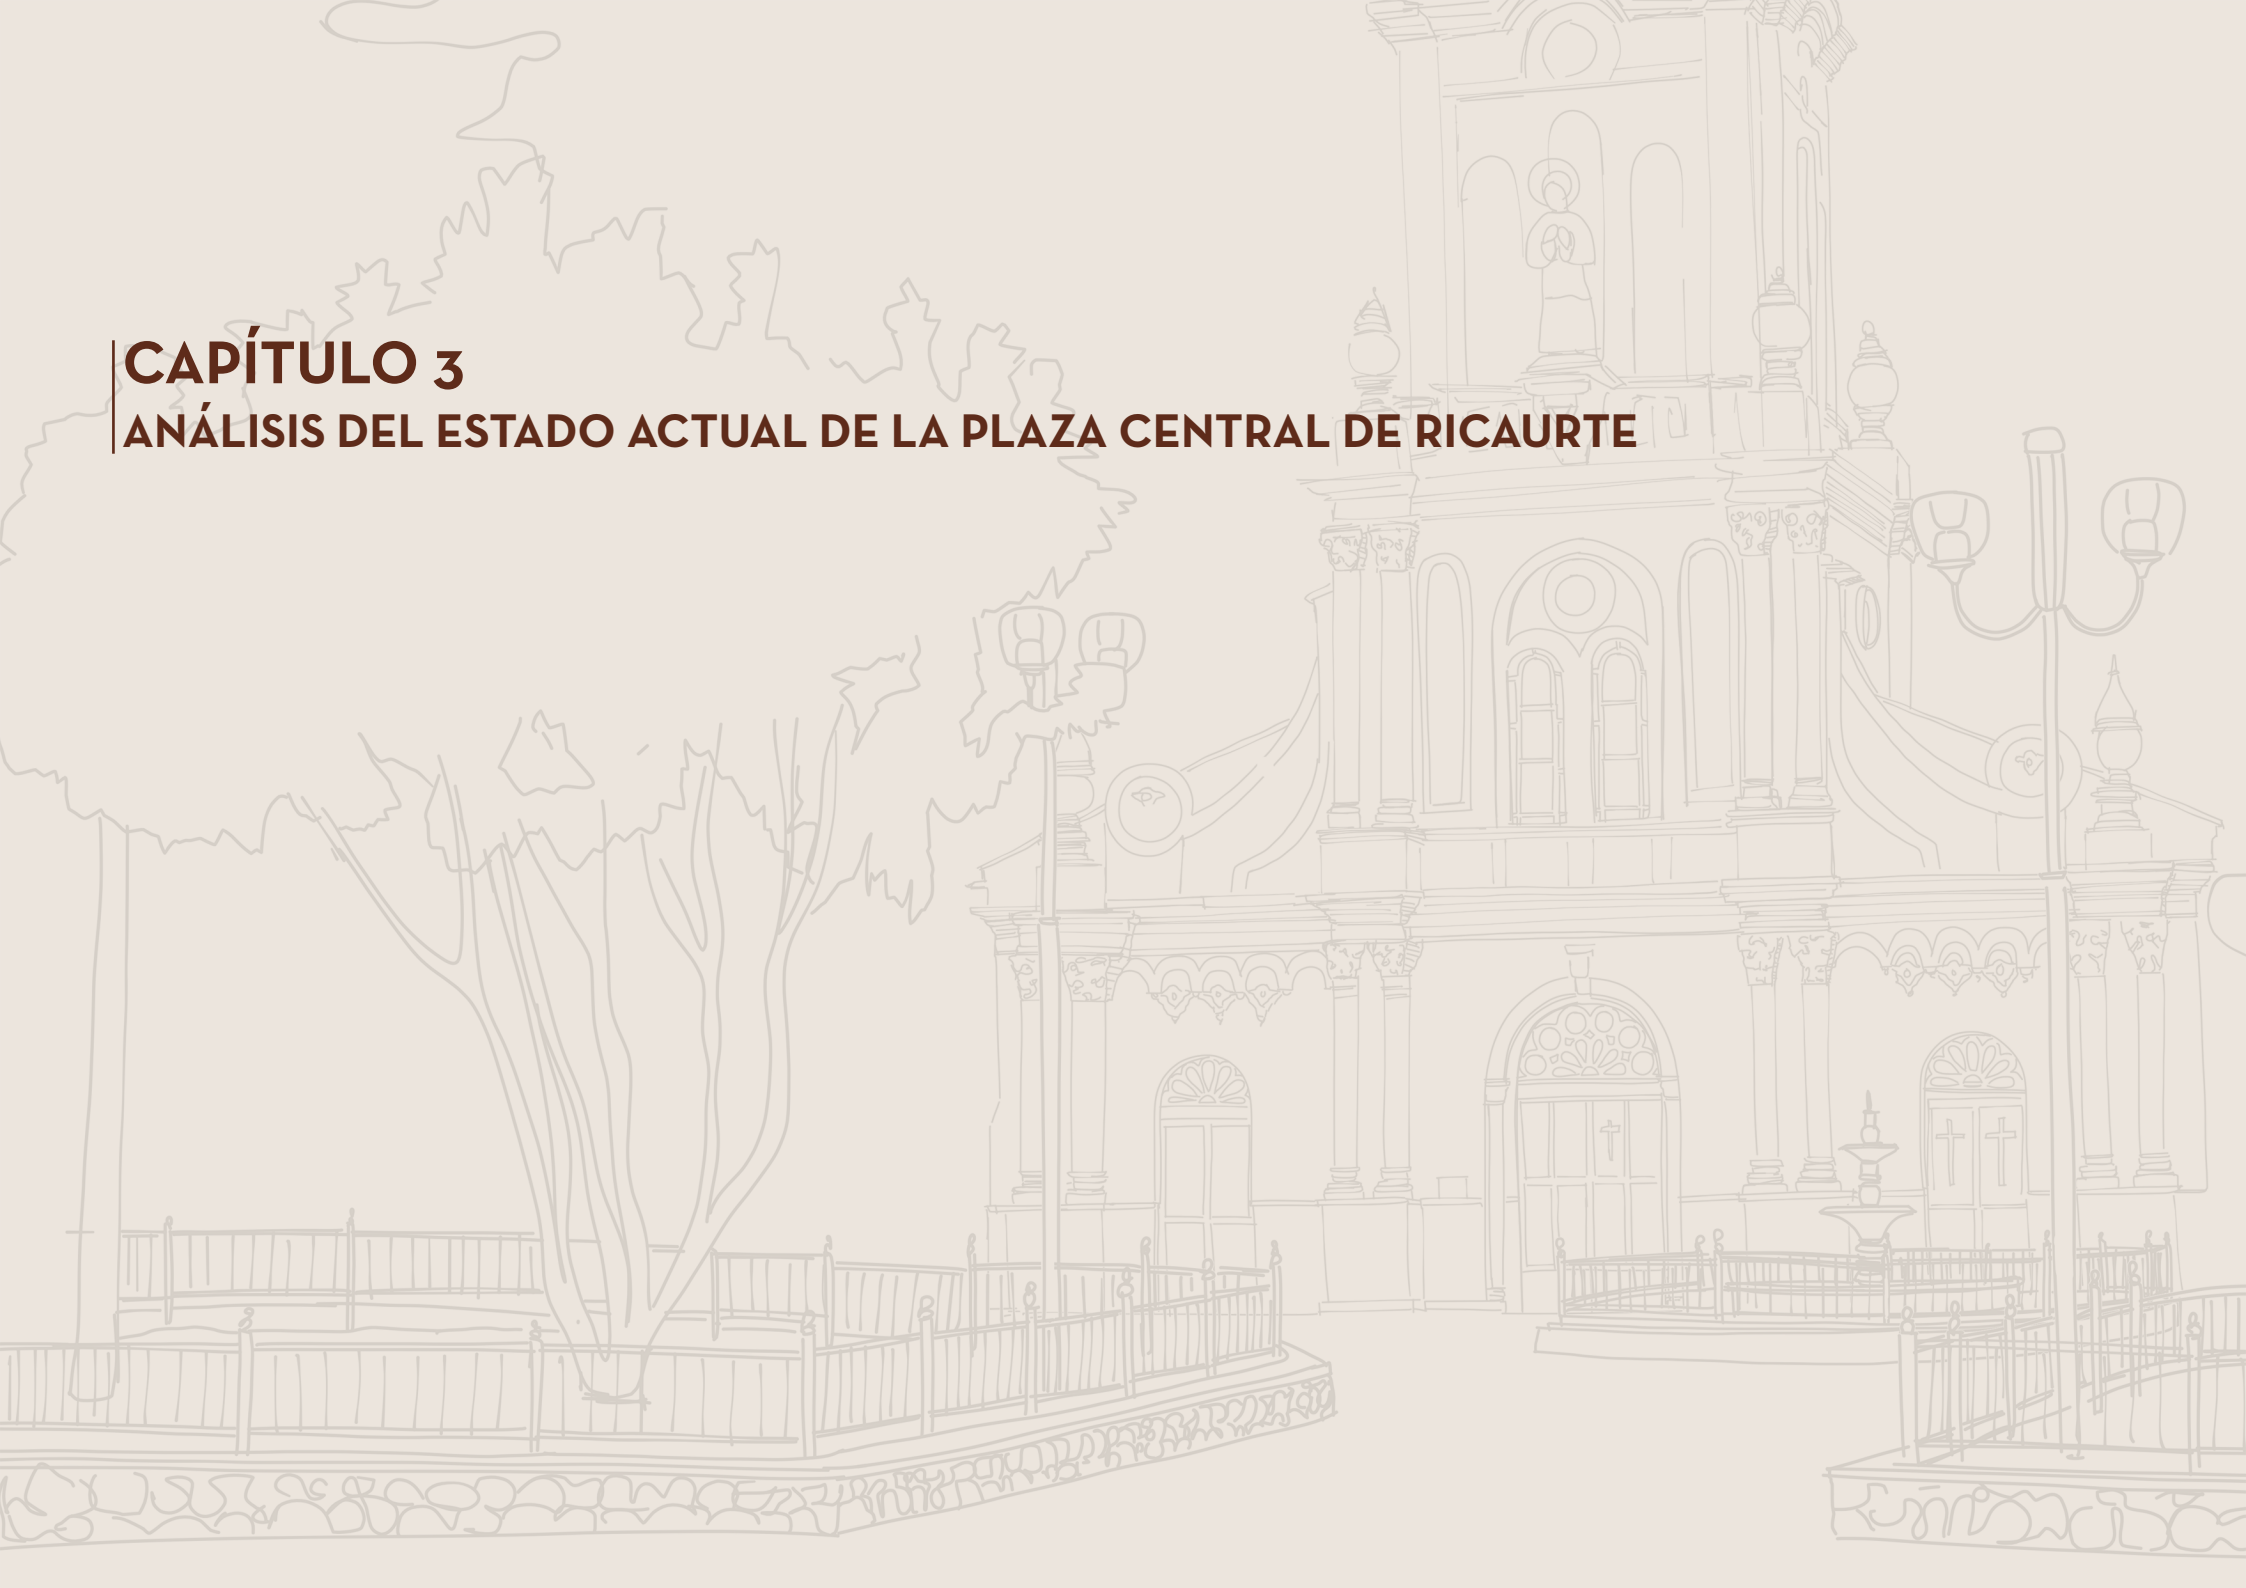 CAPÍTULO 3
ANÁLISIS DEL ESTADO ACTUAL DE LA PLAZA CENTRAL DE RICAURTE